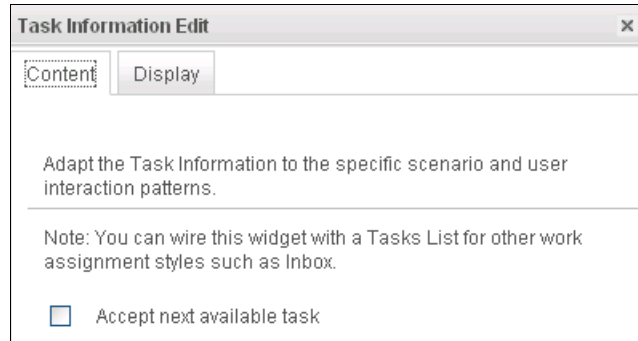 Task Information Edit
Content Display
Adapt the Task Information to the specific scenario and user
interaction patterns.
Note: You can wire this widget with a Tasks List for other work
assignment styles such as Inbox.
Accept next available task